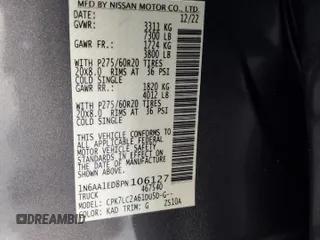 MFD BY NISSAN MOTOR CO., LTD.
DATE: 12/22
GVWR: 3311 KG
7300 LB
GAWR FR.: 1724 KG
3800 LB
WITH P275/60R20 TIRES
20X8.0 RIMS AT 36 PSI
COLD SINGLE
GAWR RR.: 1820 KG
4012 LB
WITH P275/60R20 TIRES
20X8.0 RIMS AT 36 PSI
COLD SINGLE
THIS VEHICLE CONFORMS TO
ALL APPLICABLE FEDERAL
MOTOR VEHICLE SAFETY
STANDARDS IN EFFECT ON THE
DATE OF MANUFACTURE
1N6AA1ED8PN106127
TRUCK 467540
MODEL: CPK7LC2A61DUSD-G--
COLOR: KAD TRIM: G ZS10A
DREAMBID